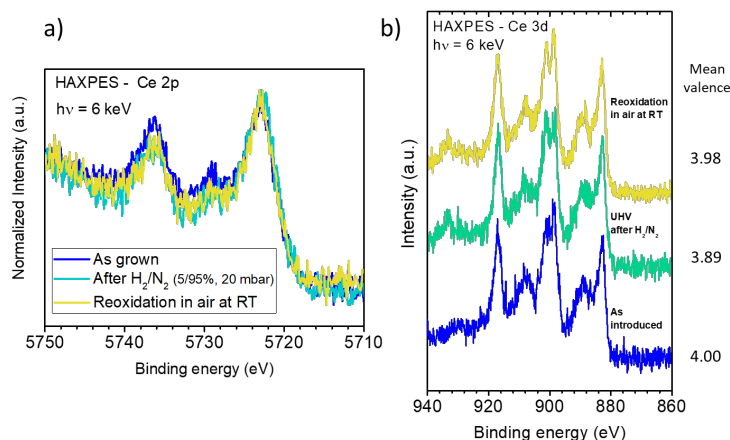 a)
HAXPES - Ce 2p
hν = 6 keV
Normalized Intensity (a.u.)
As grown
After H₂/N₂ (5/95%, 20 mbar)
Reoxidation in air at RT
5750 5740 5730 5720 5710
Binding energy (eV)
b)
HAXPES - Ce 3d
hν = 6 keV
Intensity (a.u.)
Mean
valence
Reoxidation
in air at RT
3.98
UHV
after H₂/N₂
3.89
As
introduced
4.00
940 920 900 880 860
Binding energy (eV)